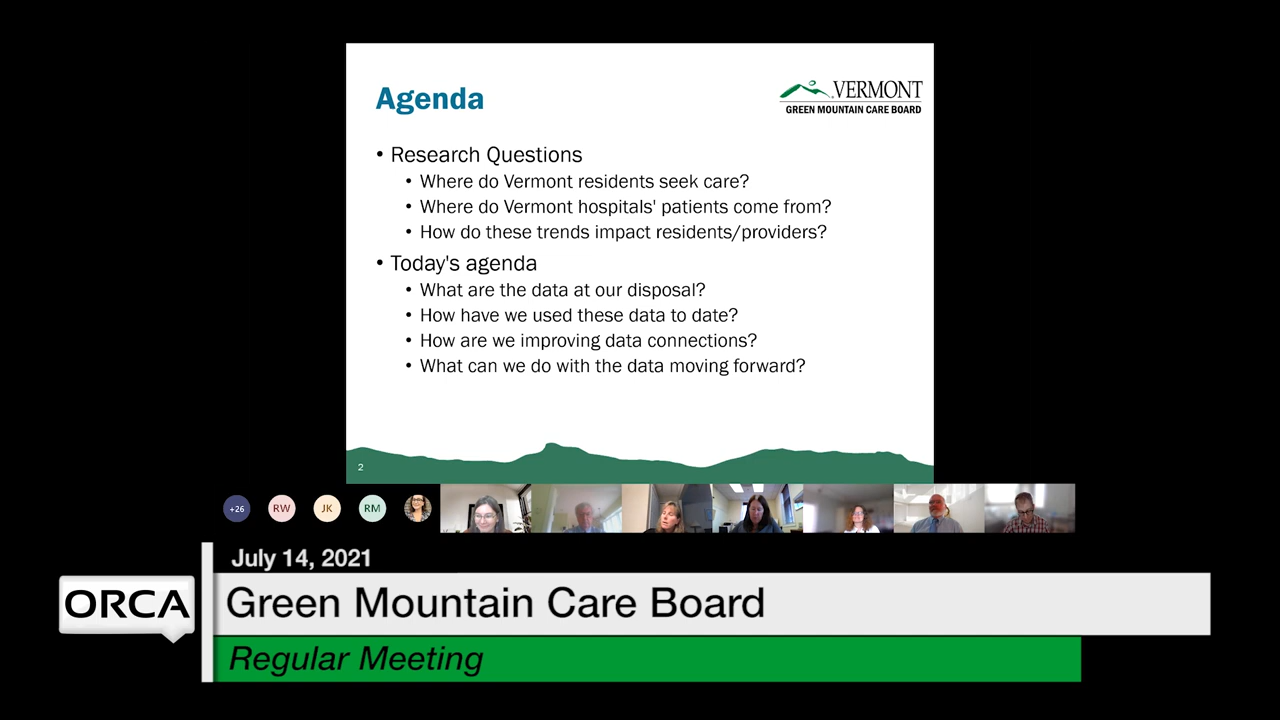 Agenda
VERMONT
GREEN MOUNTAIN CARE BOARD
• Research Questions
• Where do Vermont residents seek care?
• Where do Vermont hospitals' patients come from?
• How do these trends impact residents/providers?
• Today's agenda
• What are the data at our disposal?
• How have we used these data to date?
• How are we improving data connections?
• What can we do with the data moving forward?
2
+26 RW JK RM
July 14, 2021
ORCA
Green Mountain Care Board
Regular Meeting